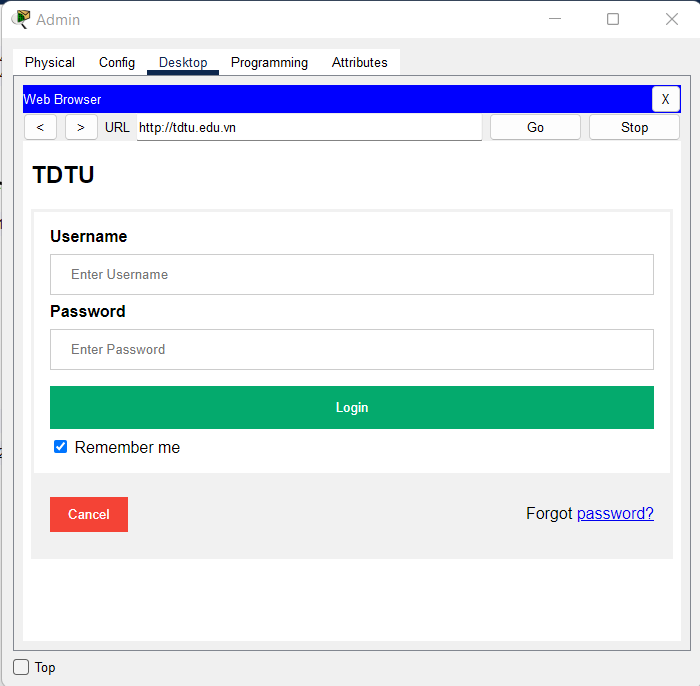 Admin
Physical Config Desktop Programming Attributes
Web Browser X
< > URL http://tdtu.edu.vn Go Stop
TDTU
Username
Enter Username
Password
Enter Password
Login
Remember me
Cancel Forgot password?
Top